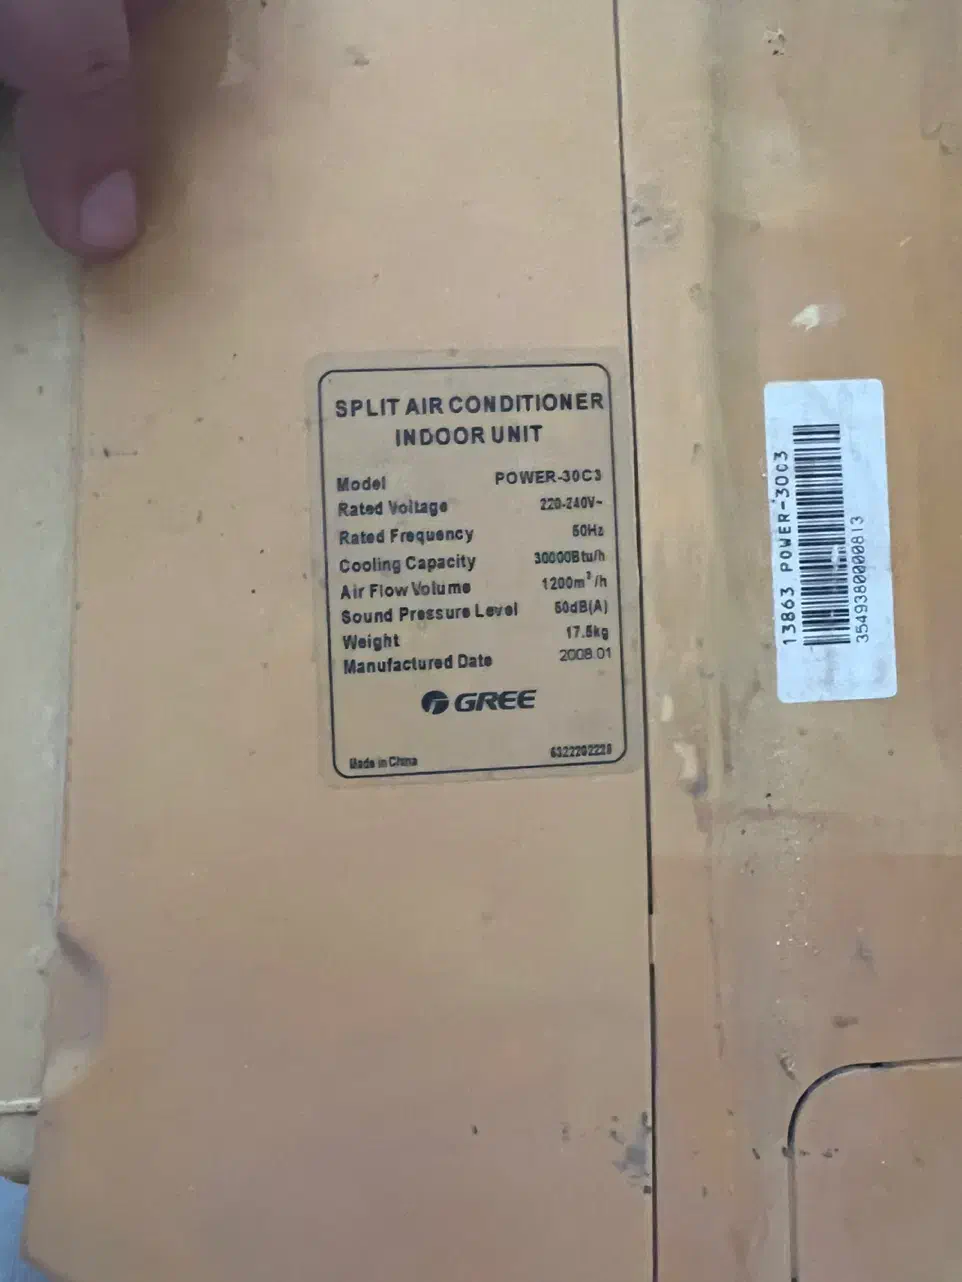 SPLIT AIR CONDITIONER
INDOOR UNIT
Model POWER-30C3
Rated Voltage 220-240V~
Rated Frequency 50Hz
Cooling Capacity 30000Btu/h
Air Flow Volume 1200m³/h
Sound Pressure Level 50dB(A)
Weight 17.5kg
Manufactured Date 2008.01
GREE
Made in China 6322202228
13863 POWER-30C3
3549380000813